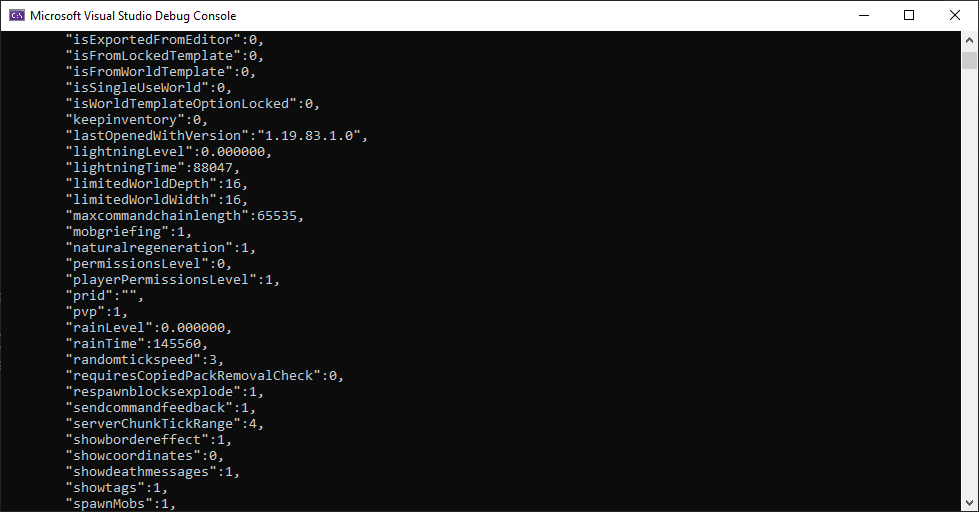 Microsoft Visual Studio Debug Console
"isExportedFromEditor":0,
"isFromLockedTemplate":0,
"isFromWorldTemplate":0,
"isSingleUseWorld":0,
"isWorldTemplateOptionLocked":0,
"keepinventory":0,
"lastOpenedWithVersion":"1.19.83.1.0",
"lightningLevel":0.000000,
"lightningTime":88047,
"limitedWorldDepth":16,
"limitedWorldWidth":16,
"maxcommandchainlength":65535,
"mobgriefing":1,
"naturalregeneration":1,
"permissionsLevel":0,
"playerPermissionsLevel":1,
"prid":"",
"pvp":1,
"rainLevel":0.000000,
"rainTime":145560,
"randomtickspeed":3,
"requiresCopiedPackRemovalCheck":0,
"respawnblocksexplode":1,
"sendcommandfeedback":1,
"serverChunkTickRange":4,
"showbordereffect":1,
"showcoordinates":0,
"showdeathmessages":1,
"showtags":1,
"spawnMobs":1,